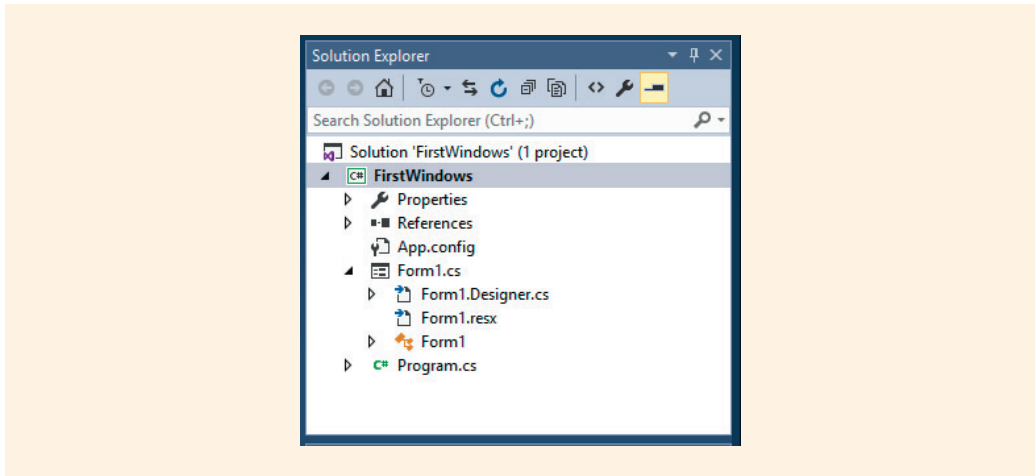 Solution Explorer
Search Solution Explorer (Ctrl+;)
Solution 'FirstWindows' (1 project)
C# FirstWindows
Properties
References
App.config
Form1.cs
Form1.Designer.cs
Form1.resx
Form1
C# Program.cs